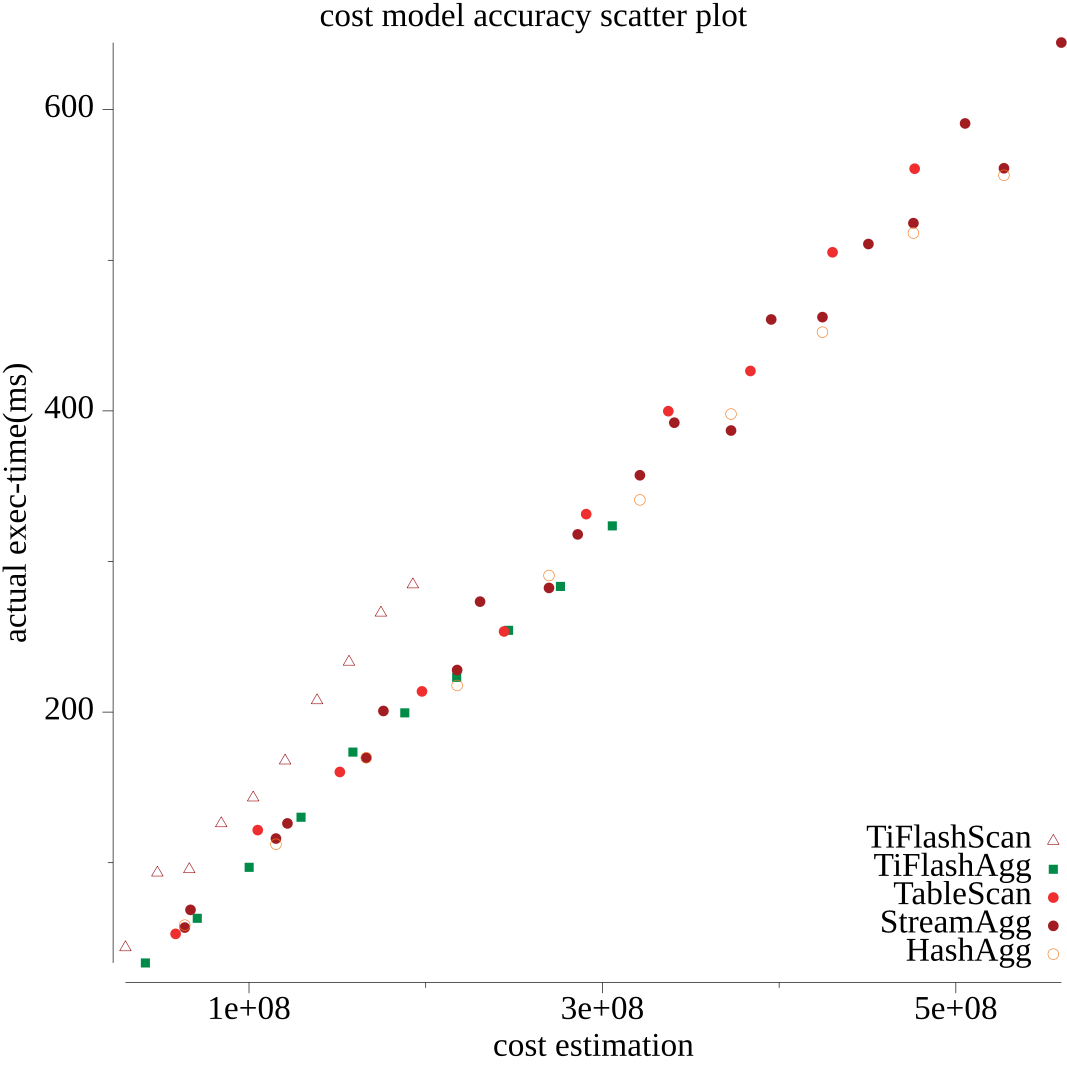 cost model accuracy scatter plot
600
400
200
actual exec-time(ms)
TiFlashScan
TiFlashAgg
TableScan
StreamAgg
HashAgg
1e+08
3e+08
5e+08
cost estimation